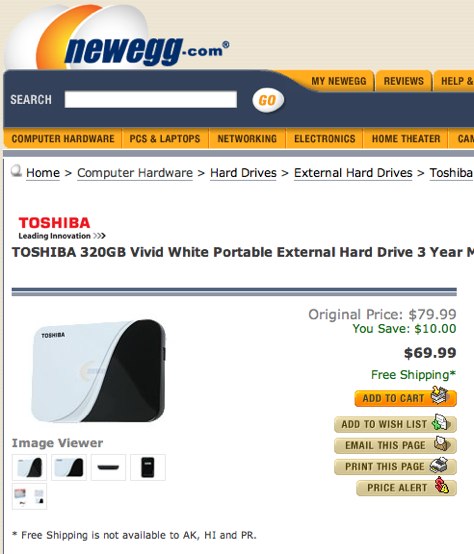 newegg.com®
MY NEWEGG
REVIEWS
HELP &
SEARCH
GO
COMPUTER HARDWARE
PCS & LAPTOPS
NETWORKING
ELECTRONICS
HOME THEATER
CAM
Home > Computer Hardware > Hard Drives > External Hard Drives > Toshiba
TOSHIBA
Leading Innovation >>>
TOSHIBA 320GB Vivid White Portable External Hard Drive 3 Year M
Original Price: $79.99
You Save: $10.00
$69.99
Free Shipping*
TOSHIBA
newegg
ADD TO CART
ADD TO WISH LIST
EMAIL THIS PAGE
PRINT THIS PAGE
PRICE ALERT
Image Viewer
* Free Shipping is not available to AK, HI and PR.